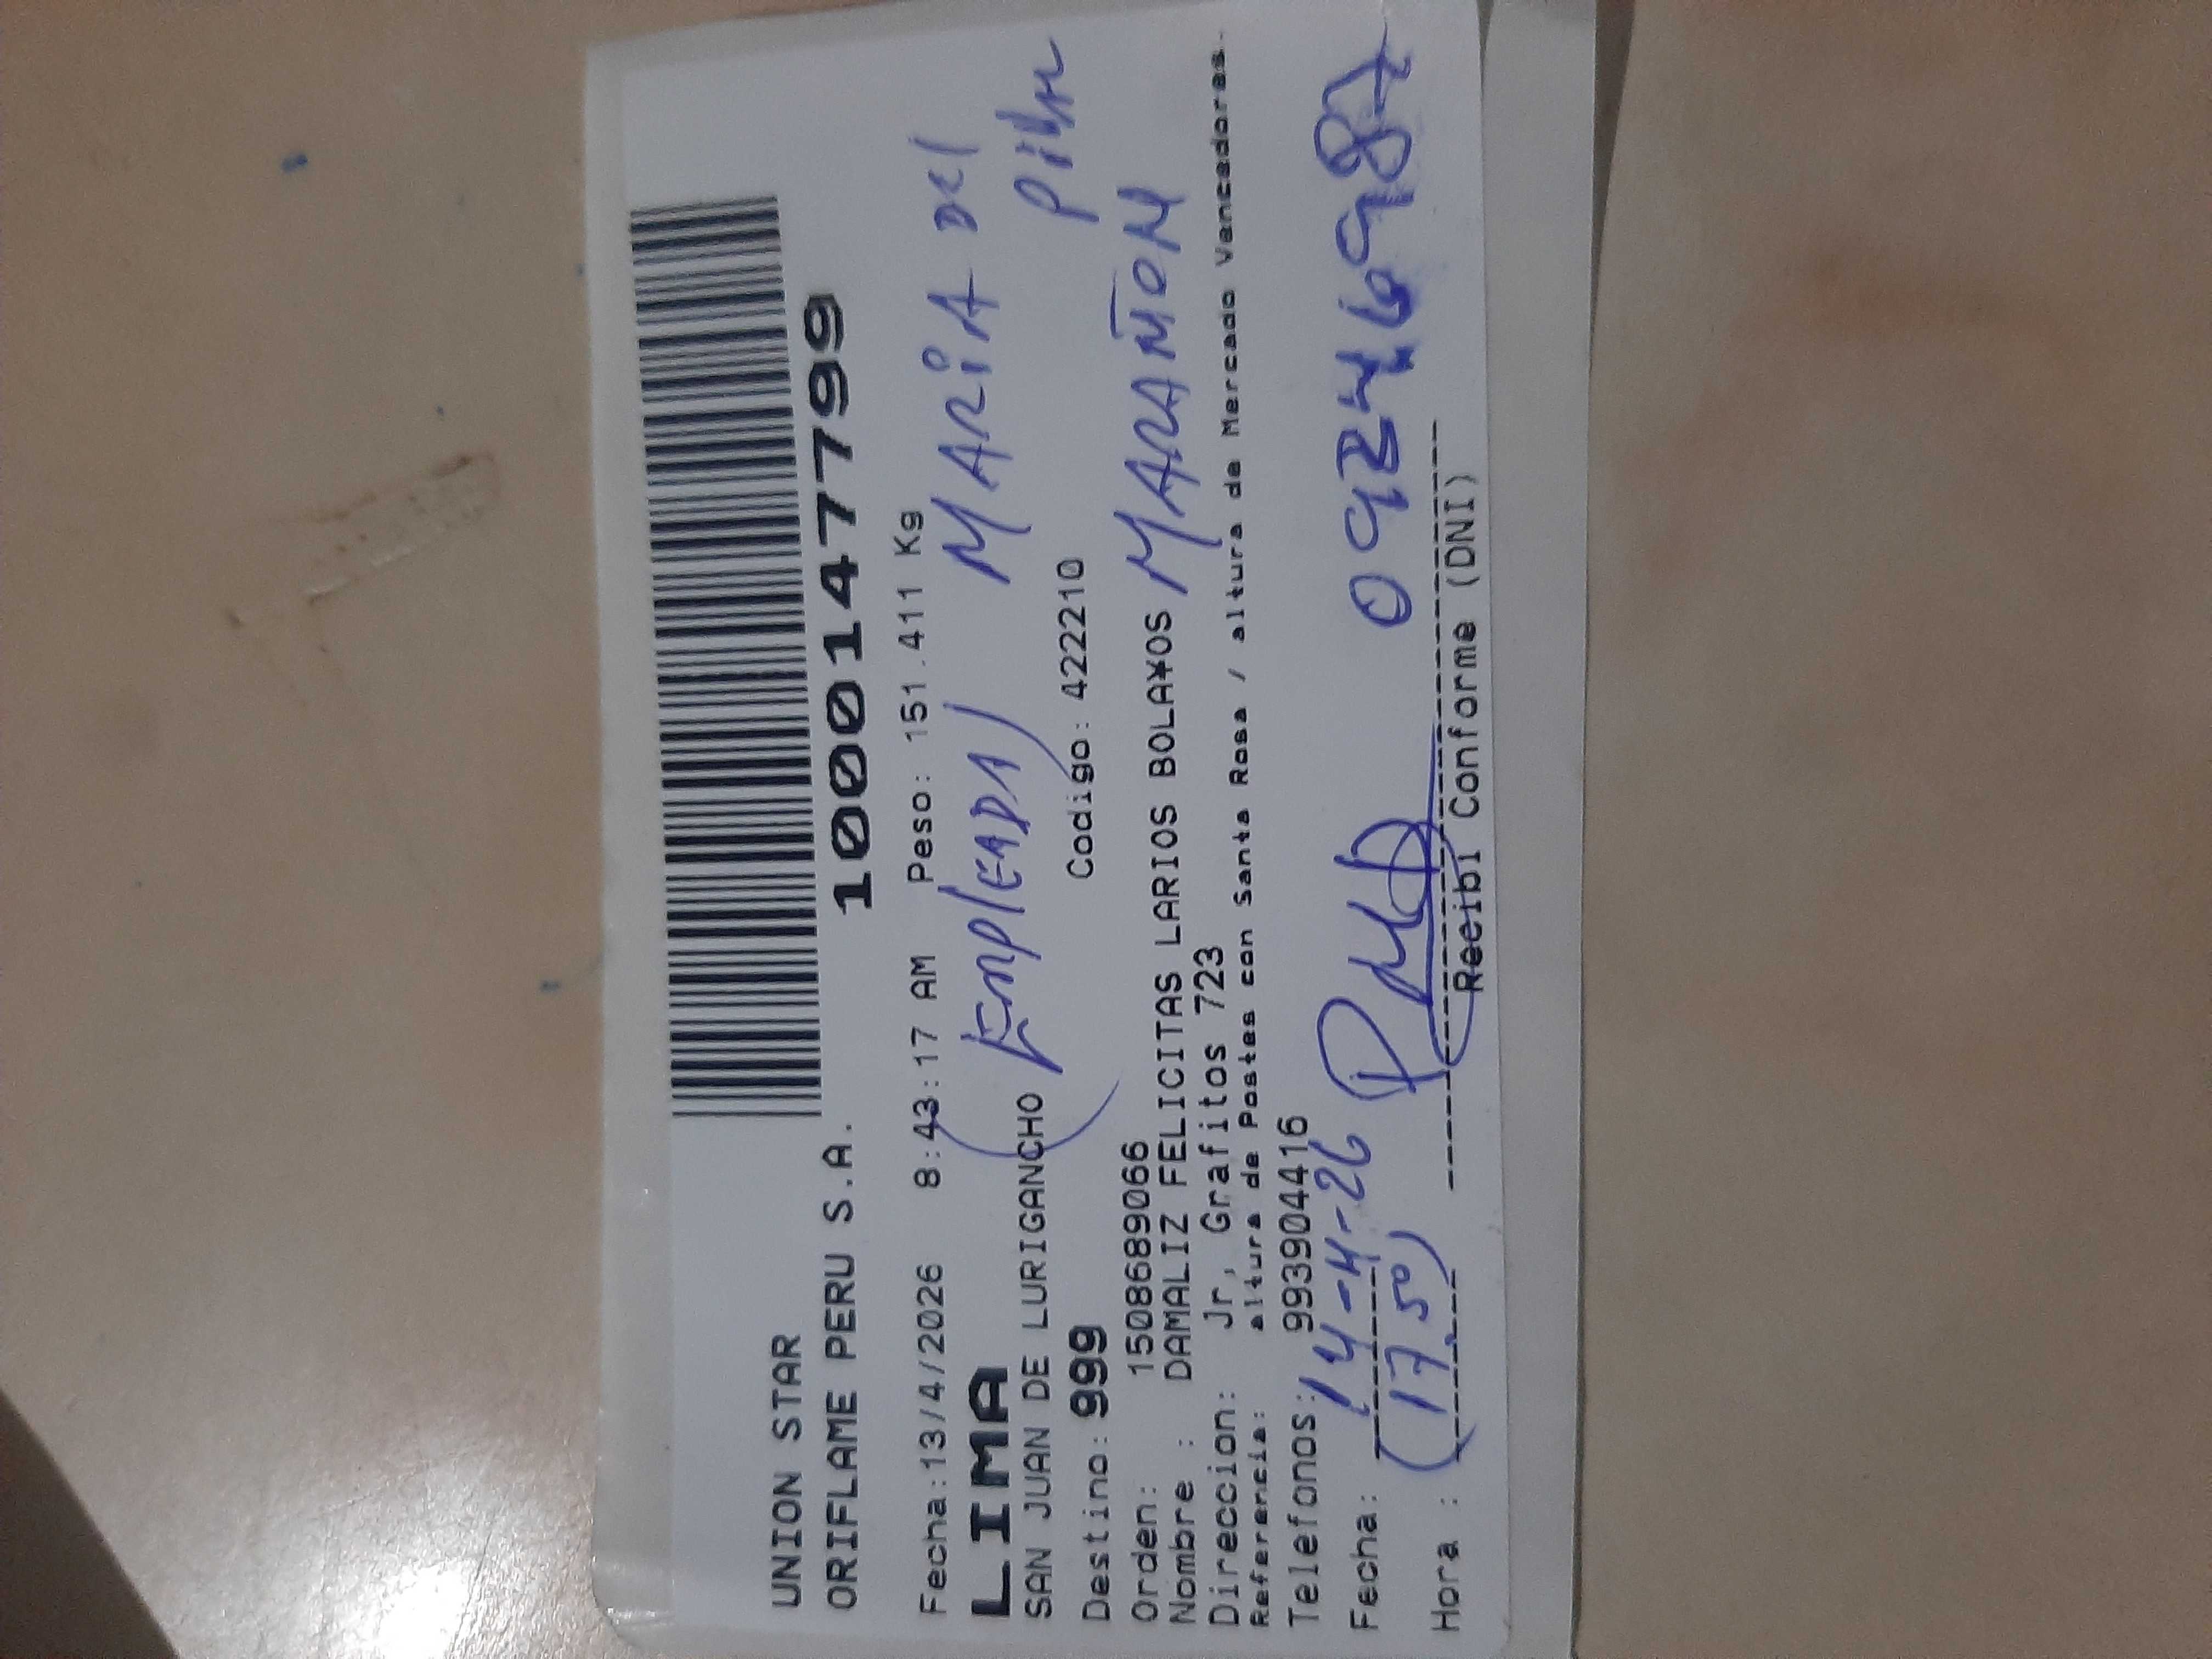 UNION STAR
ORIFLAME PERU S.A.
1000147799
Fecha:13/4/2026 8:43:17 AM Peso: 151.411 Kg
LIMA
SAN JUAN DE LURIGANCHO
(EmplEADA) MARiA DEl
Pilar
Destino: 999 Codigo: 422210
Orden: 1508689066
Nombre : DAMALIZ FELICITAS LARIOS BOLA¥OS MARAÑON
Direccion: Jr, Grafitos 723
Referencia: altura de Postes con Santa Rosa / altura de Mercado Vencedores.
Telefonos: 993904416
Fecha: 14-4-26
09246987
Hora : (17.50)
Recibi Conforme (DNI)